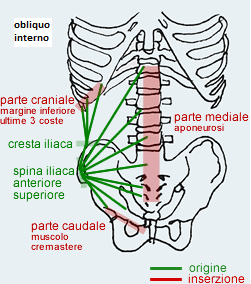 obliquo
interno
parte craniale
margine inferiore
ultime 3 coste
parte mediale
aponeurosi
cresta iliaca
spina iliaca
anteriore
superiore
parte caudale
muscolo
cremastere
origine
inserzione